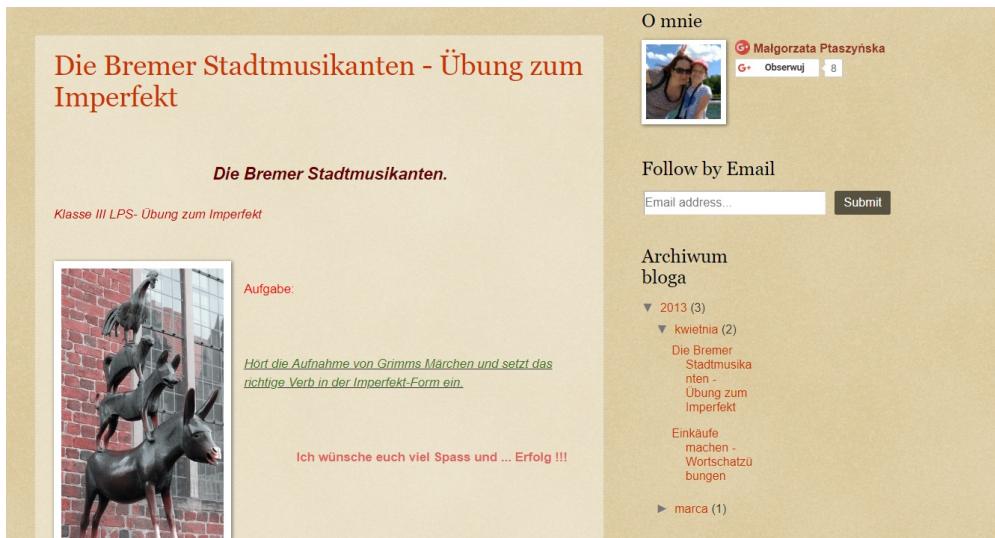 Die Bremer Stadtmusikanten - Übung zum
Imperfekt
Die Bremer Stadtmusikanten.
Klasse III LPS- Übung zum Imperfekt
Aufgabe:
Hört die Aufnahme von Grimms Märchen und setzt das
richtige Verb in der Imperfekt-Form ein.
Ich wünsche euch viel Spass und ... Erfolg !!!
O mnie
G+ Małgorzata Ptaszyńska
G+ Obserwuj 8
Follow by Email
Email address... Submit
Archiwum
bloga
▼ 2013 (3)
▼ kwietnia (2)
Die Bremer
Stadtmusika
nten -
Übung zum
Imperfekt
Einkäufe
machen -
Wortschatzü
bungen
► marca (1)